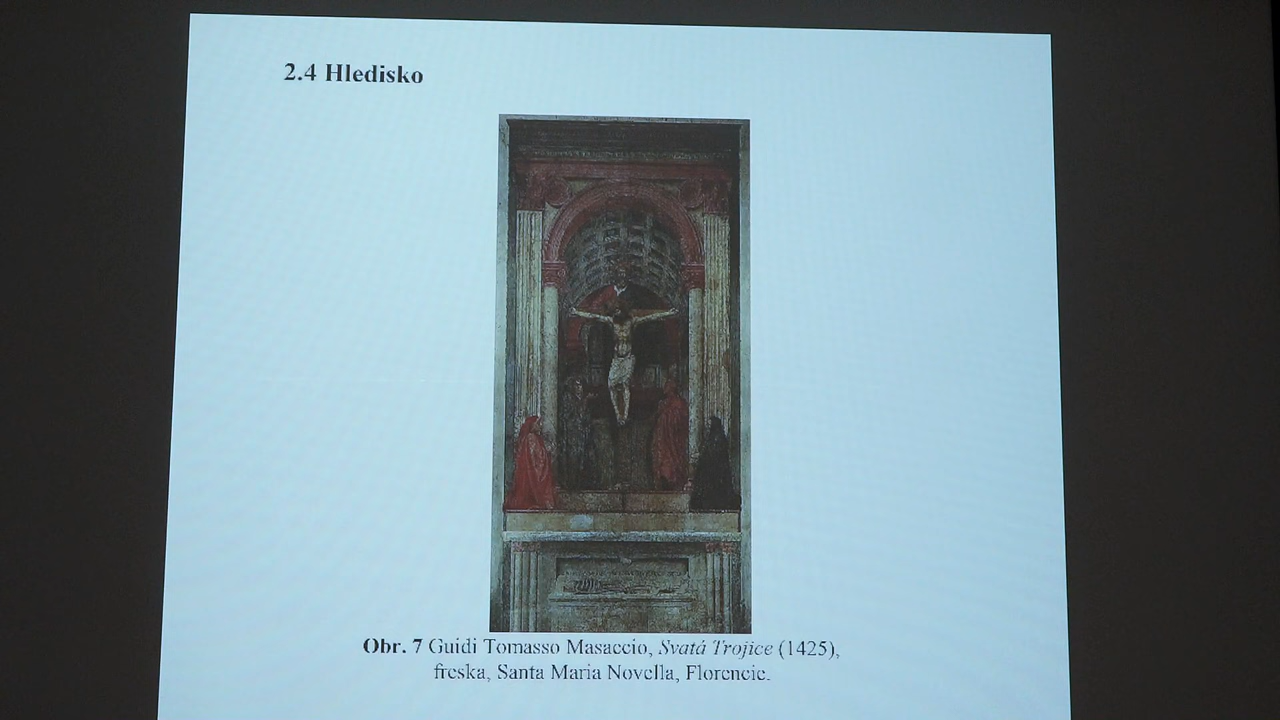 2.4 Hledisko
Obr. 7 Guidi Tomasso Masaccio, Svatá Trojice (1425),
freska, Santa Maria Novella, Florencie.